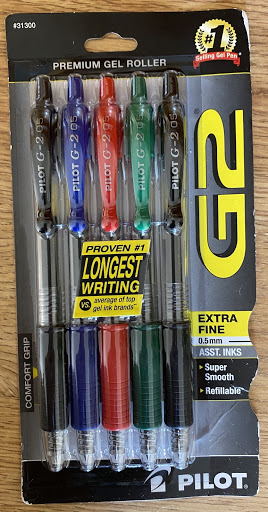 #31300
PREMIUM GEL ROLLER
#1
Selling Gel Pen*
PILOT G-2 05
PILOT G-2 05
PILOT G-2 05
PILOT G-2 05
PILOT G-2 05
G2
PROVEN #1
LONGEST
WRITING
VS. average of top
gel ink brands*
EXTRA
FINE
0.5mm
ASST. INKS
Super
Smooth
Refillable
COMFORT GRIP
PILOT